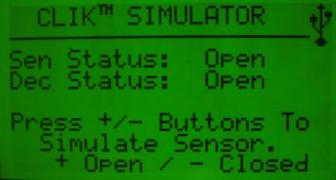 CLIK™ SIMULATOR
Sen Status: Open
Dec Status: Open
Press +/- Buttons To
Simulate Sensor.
+ Open / - Closed